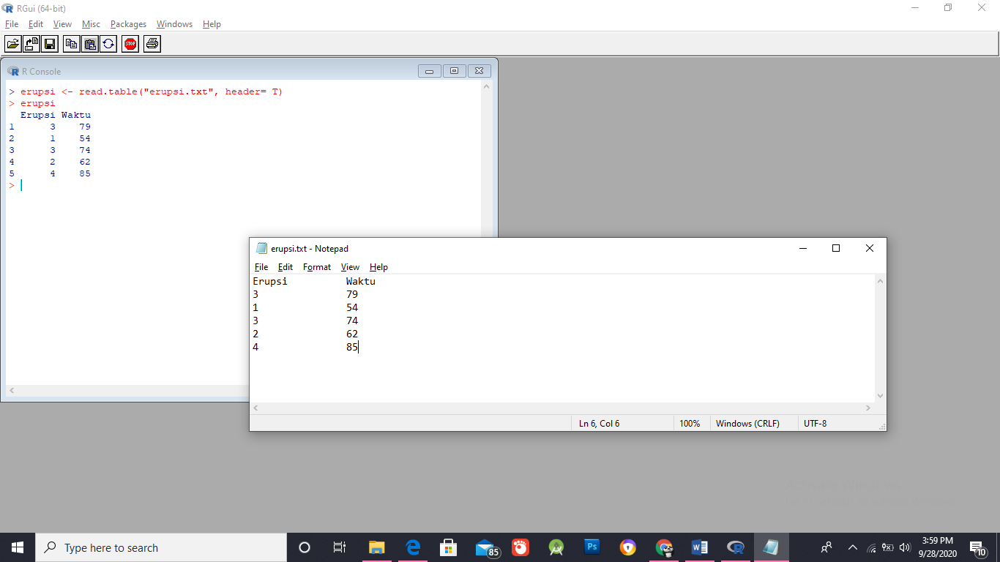 RGui (64-bit)
File Edit View Misc Packages Windows Help
STOP
R Console
> erupsi <- read.table("erupsi.txt", header= T)
> erupsi
Erupsi Waktu
1 3 79
2 1 54
3 3 74
4 2 62
5 4 85
>
erupsi.txt - Notepad
File Edit Format View Help
Erupsi Waktu
3 79
1 54
3 74
2 62
4 85
Ln 6, Col 6 100% Windows (CRLF) UTF-8
Type here to search
85
Ps
3:59 PM
9/28/2020
10